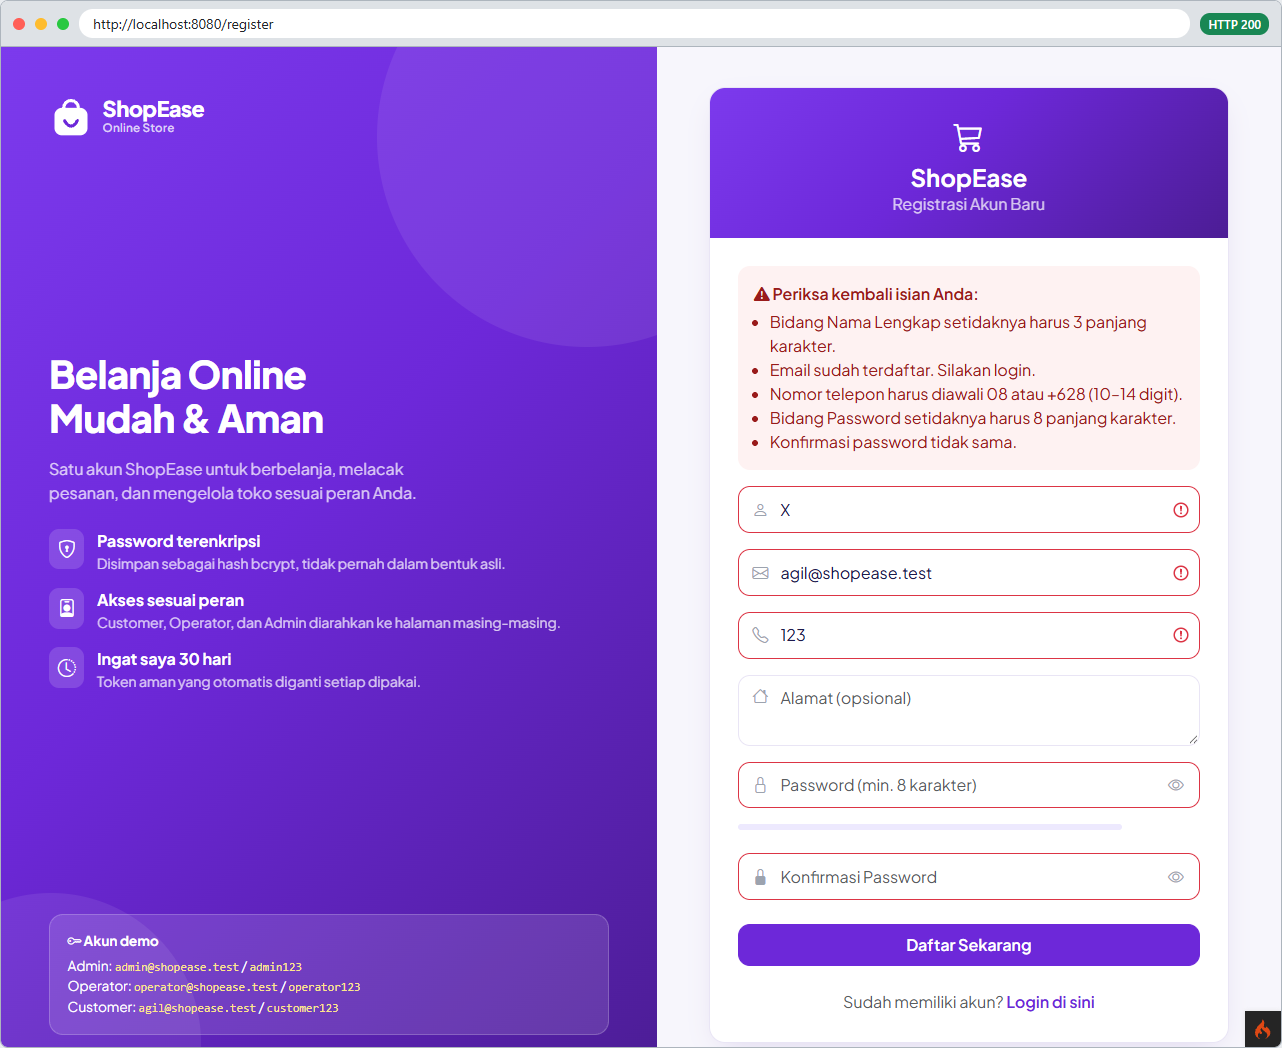 http://localhost:8080/register
HTTP 200
ShopEase
Online Store
Belanja Online
Mudah & Aman
Satu akun ShopEase untuk berbelanja, melacak
pesanan, dan mengelola toko sesuai peran Anda.
Password terenkripsi
Disimpan sebagai hash bcrypt, tidak pernah dalam bentuk asli.
Akses sesuai peran
Customer, Operator, dan Admin diarahkan ke halaman masing-masing.
Ingat saya 30 hari
Token aman yang otomatis diganti setiap dipakai.
Akun demo
Admin: admin@shopease.test / admin123
Operator: operator@shopease.test / operator123
Customer: agil@shopease.test / customer123
ShopEase
Registrasi Akun Baru
Periksa kembali isian Anda:
• Bidang Nama Lengkap setidaknya harus 3 panjang
karakter.
• Email sudah terdaftar. Silakan login.
• Nomor telepon harus diawali 08 atau +628 (10–14 digit).
• Bidang Password setidaknya harus 8 panjang karakter.
• Konfirmasi password tidak sama.
X
agil@shopease.test
123
Alamat (opsional)
Password (min. 8 karakter)
Konfirmasi Password
Daftar Sekarang
Sudah memiliki akun? Login di sini